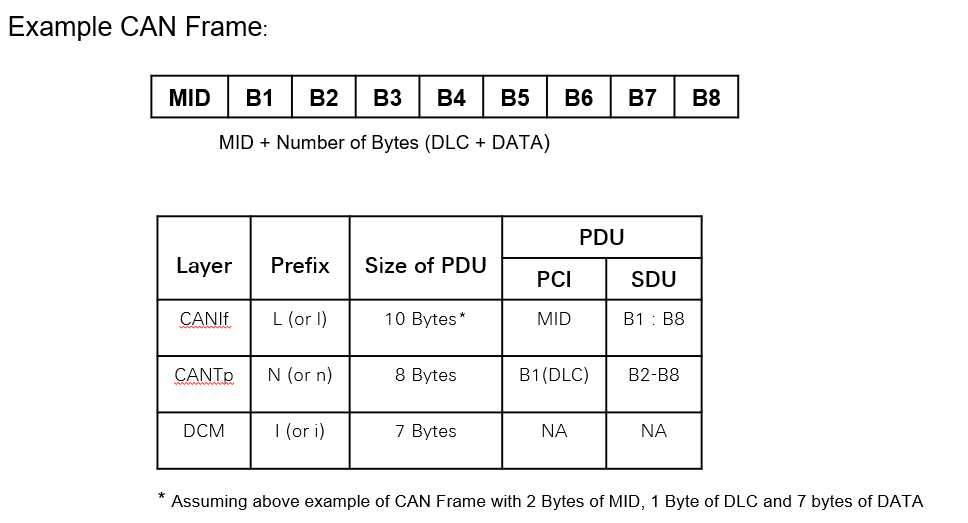 Example CAN Frame:
MID B1 B2 B3 B4 B5 B6 B7 B8
MID + Number of Bytes (DLC + DATA)
Layer Prefix Size of PDU PDU
PCI SDU
CANIf L (or l) 10 Bytes* MID B1 : B8
CANTp N (or n) 8 Bytes B1(DLC) B2-B8
DCM I (or i) 7 Bytes NA NA
* Assuming above example of CAN Frame with 2 Bytes of MID, 1 Byte of DLC and 7 bytes of DATA